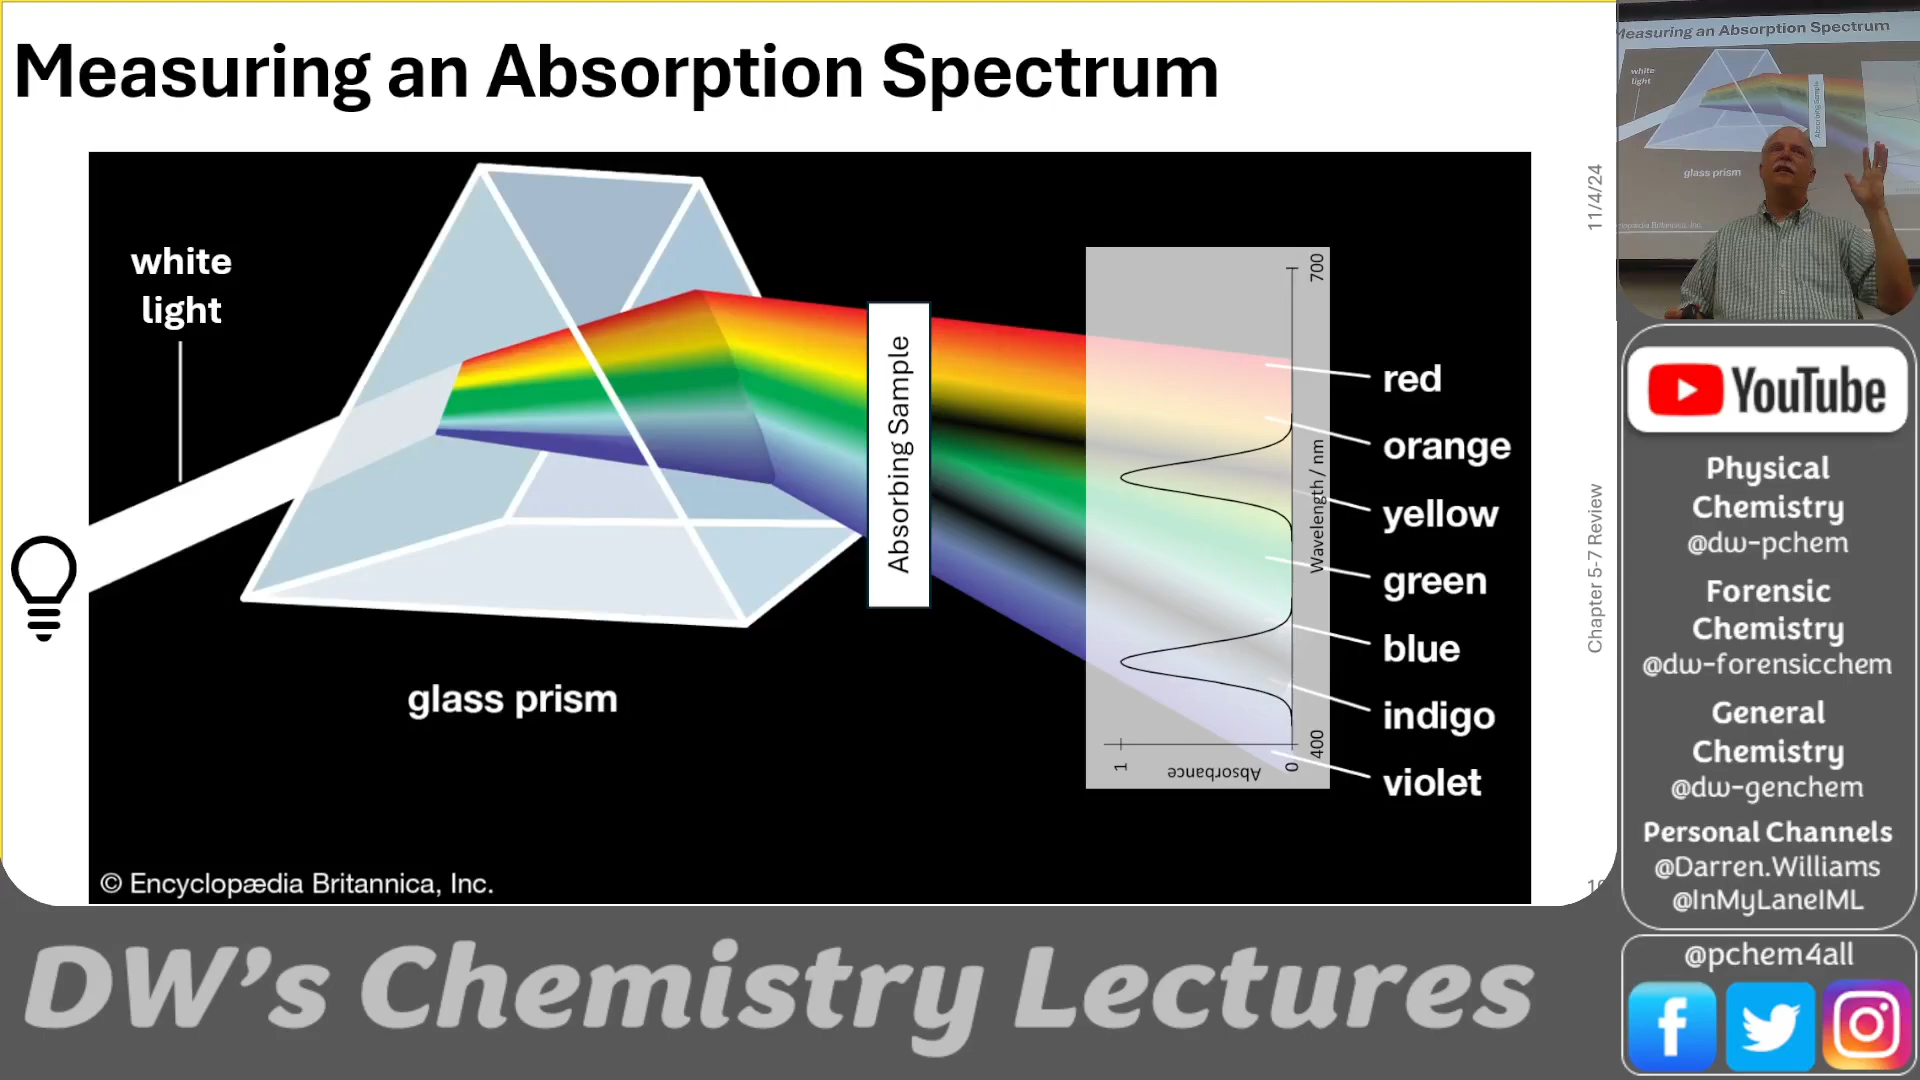 Measuring an Absorption Spectrum
white
light
glass prism
Absorbing Sample
700
Wavelength / nm
400
1
Absorbance
0
red
orange
yellow
green
blue
indigo
violet
© Encyclopædia Britannica, Inc.
11/4/24
Chapter 5-7 Review
Measuring an Absorption Spectrum
white
light
Absorbing Sample
glass prism
YouTube
Physical
Chemistry
@dw-pchem
Forensic
Chemistry
@dw-forensicchem
General
Chemistry
@dw-genchem
Personal Channels
@Darren.Williams
@InMyLaneIML
@pchem4all
DW's Chemistry Lectures